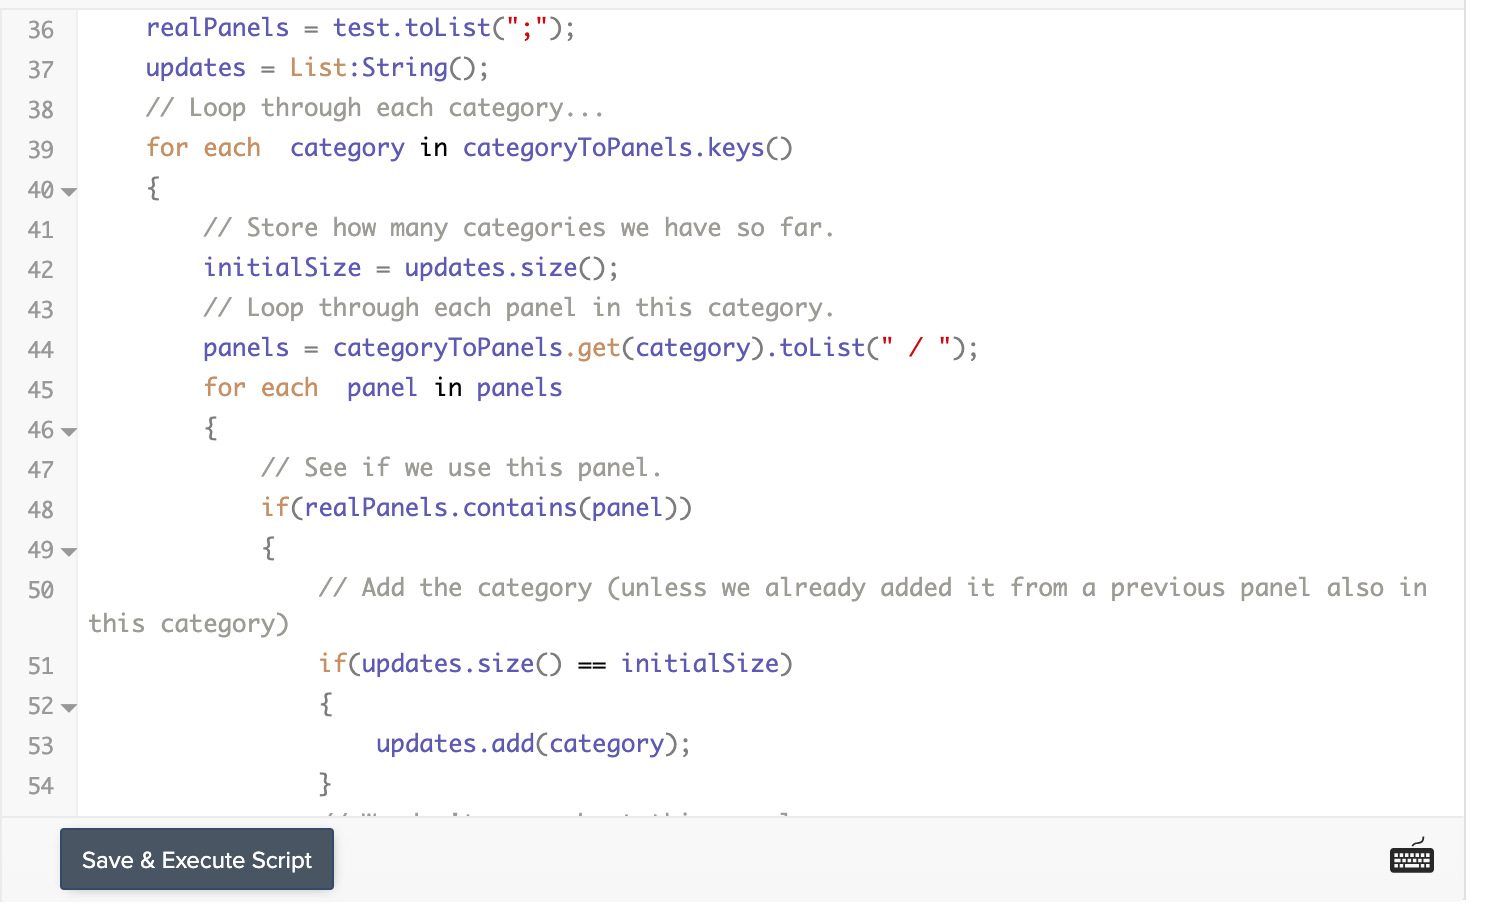 36 realPanels = test.toList(";");
37 updates = List:String();
38 // Loop through each category...
39 for each  category in categoryToPanels.keys()
40 {
41 // Store how many categories we have so far.
42 initialSize = updates.size();
43 // Loop through each panel in this category.
44 panels = categoryToPanels.get(category).toList(" / ");
45 for each  panel in panels
46 {
47 // See if we use this panel.
48 if(realPanels.contains(panel))
49 {
50 // Add the category (unless we already added it from a previous panel also in
this category)
51 if(updates.size() == initialSize)
52 {
53 updates.add(category);
54 }
Save & Execute Script